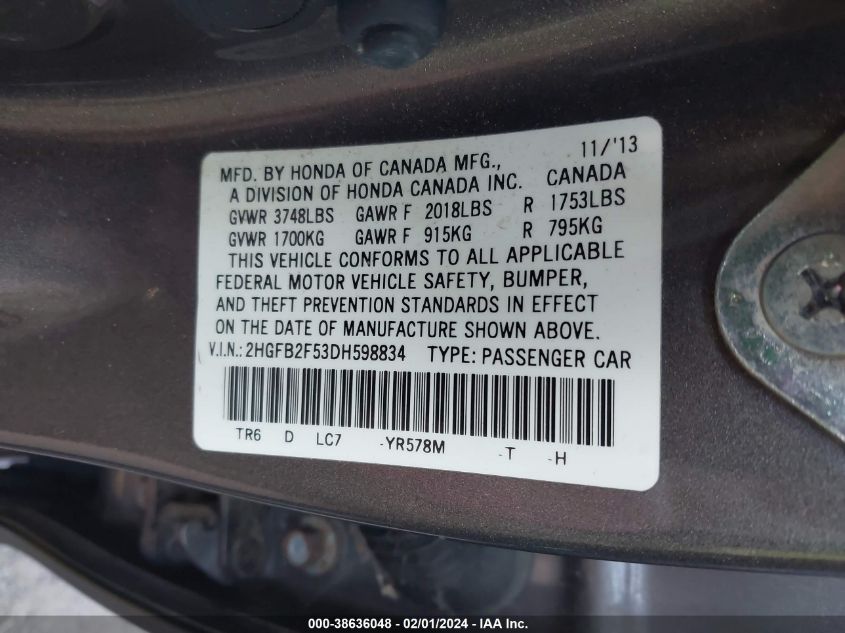 11/'13
MFD. BY HONDA OF CANADA MFG.,
A DIVISION OF HONDA CANADA INC. CANADA
GVWR 3748LBS GAWR F 2018LBS R 1753LBS
GVWR 1700KG GAWR F 915KG R 795KG
THIS VEHICLE CONFORMS TO ALL APPLICABLE
FEDERAL MOTOR VEHICLE SAFETY, BUMPER,
AND THEFT PREVENTION STANDARDS IN EFFECT
ON THE DATE OF MANUFACTURE SHOWN ABOVE.
V.I.N.: 2HGFB2F53DH598834 TYPE: PASSENGER CAR
TR6 D LC7 -YR578M -T -H
000-38636048 - 02/01/2024 - IAA Inc.